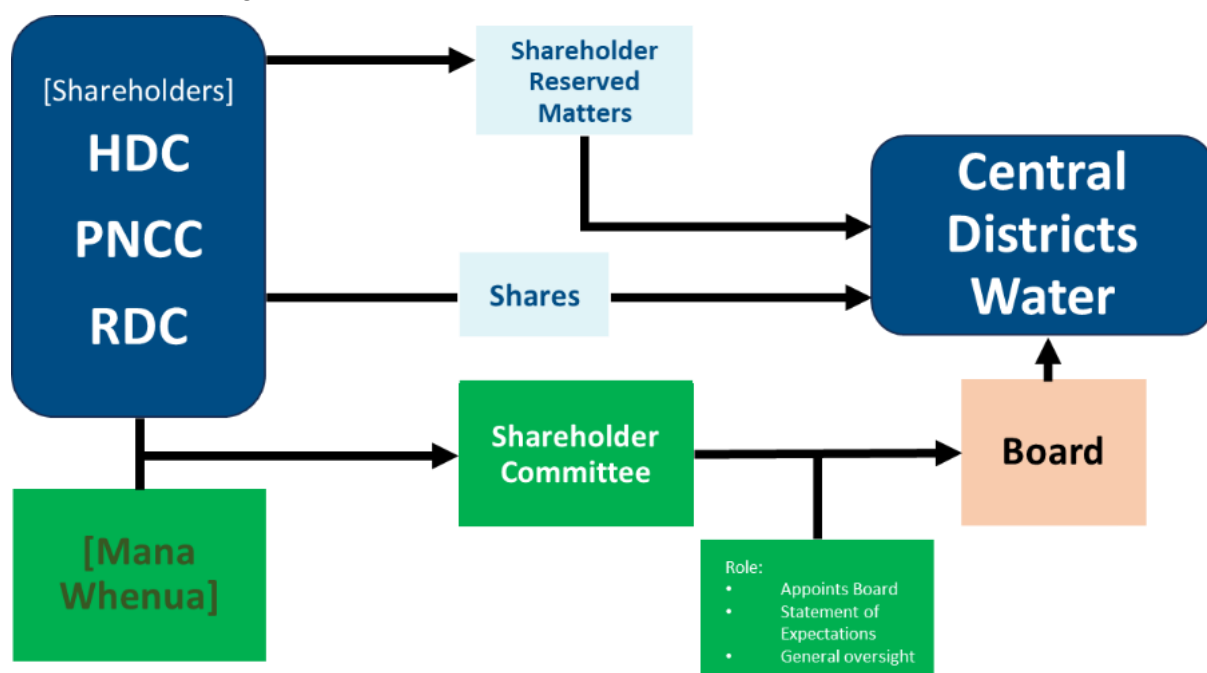 [Shareholders]
HDC
PNCC
RDC
Shareholder
Reserved
Matters
Shares
Central
Districts
Water
[Mana
Whenua]
Shareholder
Committee
Board
Role:
• Appoints Board
• Statement of
Expectations
• General oversight